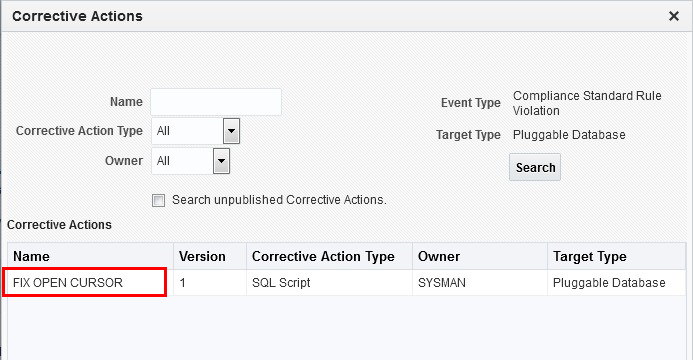 Corrective Actions
Name
Event Type Compliance Standard Rule
Violation
Corrective Action Type All
Target Type Pluggable Database
Owner All
Search
Search unpublished Corrective Actions.
Corrective Actions
Name Version Corrective Action Type Owner Target Type
FIX OPEN CURSOR 1 SQL Script SYSMAN Pluggable Database